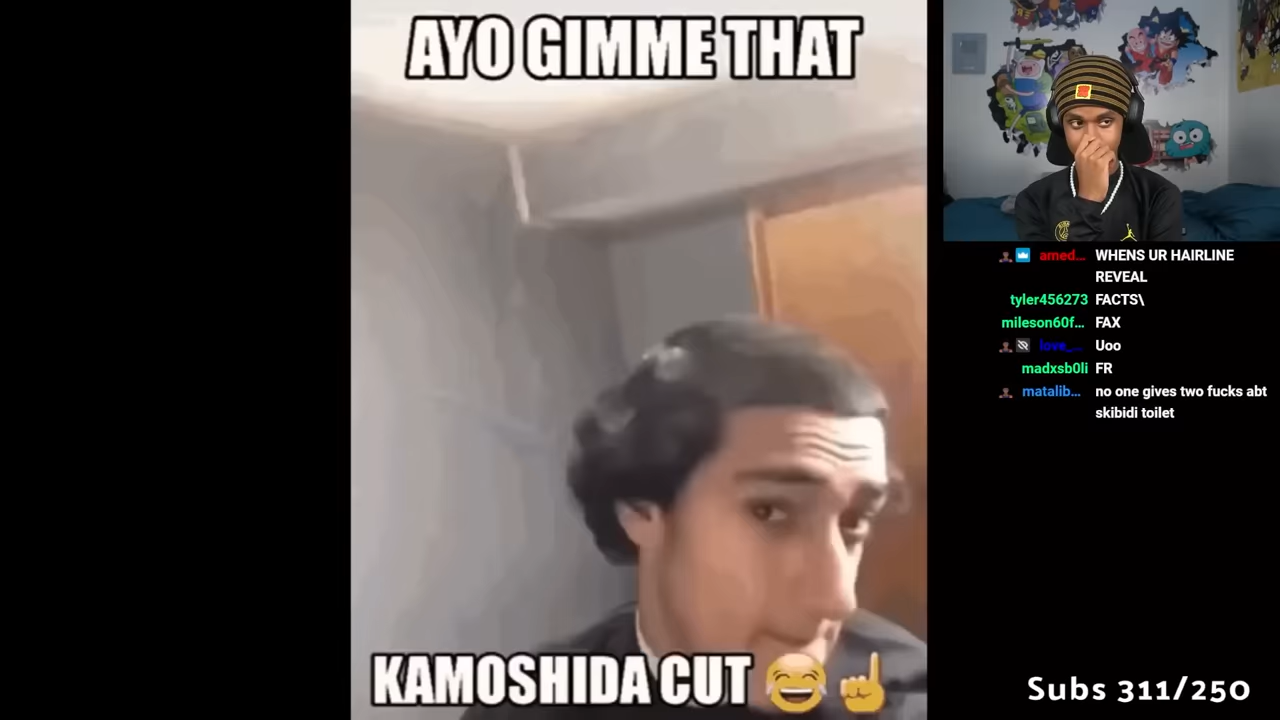 AYO GIMME THAT
KAMOSHIDA CUT 😂☝
amed... WHENS UR HAIRLINE
REVEAL
tyler456273 FACTS\
mileson60f... FAX
love_... Uoo
madxsb0li FR
matalib... no one gives two fucks abt
skibidi toilet
Subs 311/250